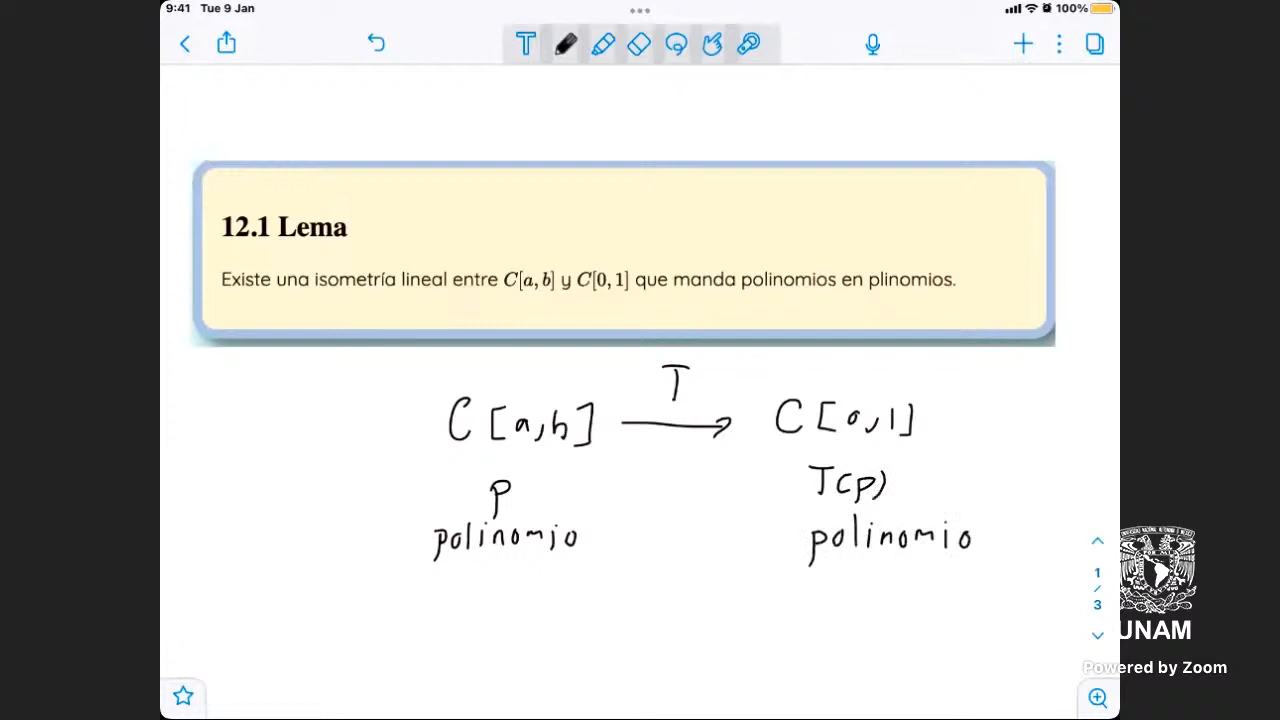 9:41 Tue 9 Jan
100%
T
12.1 Lema
Existe una isometría lineal entre C[a, b] y C[0, 1] que manda polinomios en plinomios.
T
C [a,b] ⟶ C [0,1]
p T(p)
polinomio polinomio
1
3
UNAM
Powered by Zoom